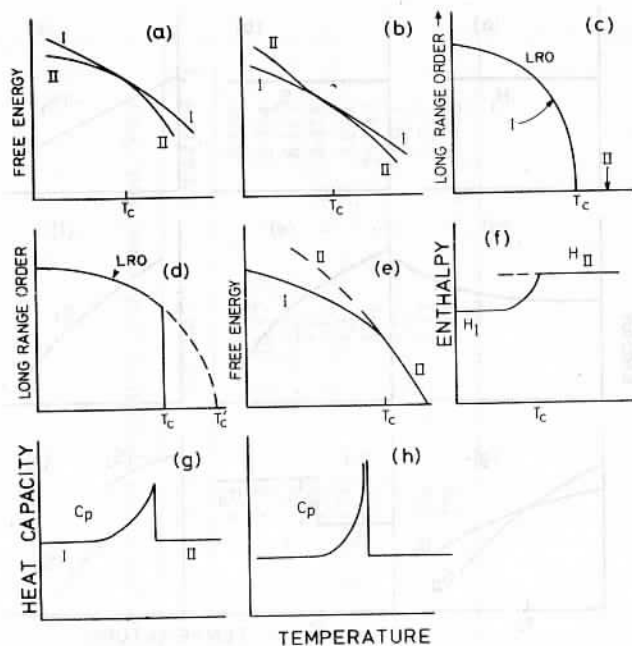 (a)
I
II
I
II
FREE ENERGY
Tc
(b)
II
I
I
II
Tc
(c)
LONG RANGE ORDER →
LRO
I
II
Tc
(d)
LRO
LONG RANGE ORDER
Tc
T'c
(e)
II
I
II
FREE ENERGY
Tc
(f)
HII
HI
ENTHALPY
Tc
(g)
Cp
I
II
HEAT CAPACITY
(h)
Cp
TEMPERATURE